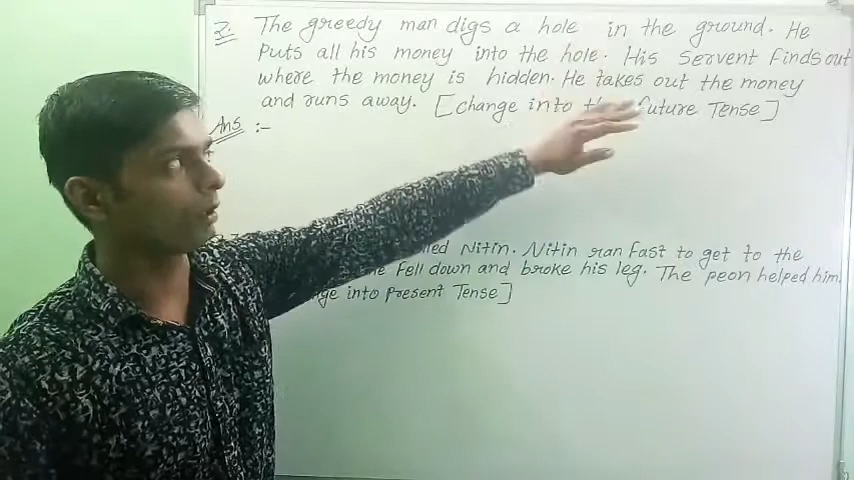 2. The greedy man digs a hole in the ground. He
puts all his money into the hole. His servent finds out
where the money is hidden. He takes out the money
and runs away. [change into the future Tense]
Ans :-
Nitin. Nitin ran fast to get to the
fell down and broke his leg. The peon helped him.
into present Tense]